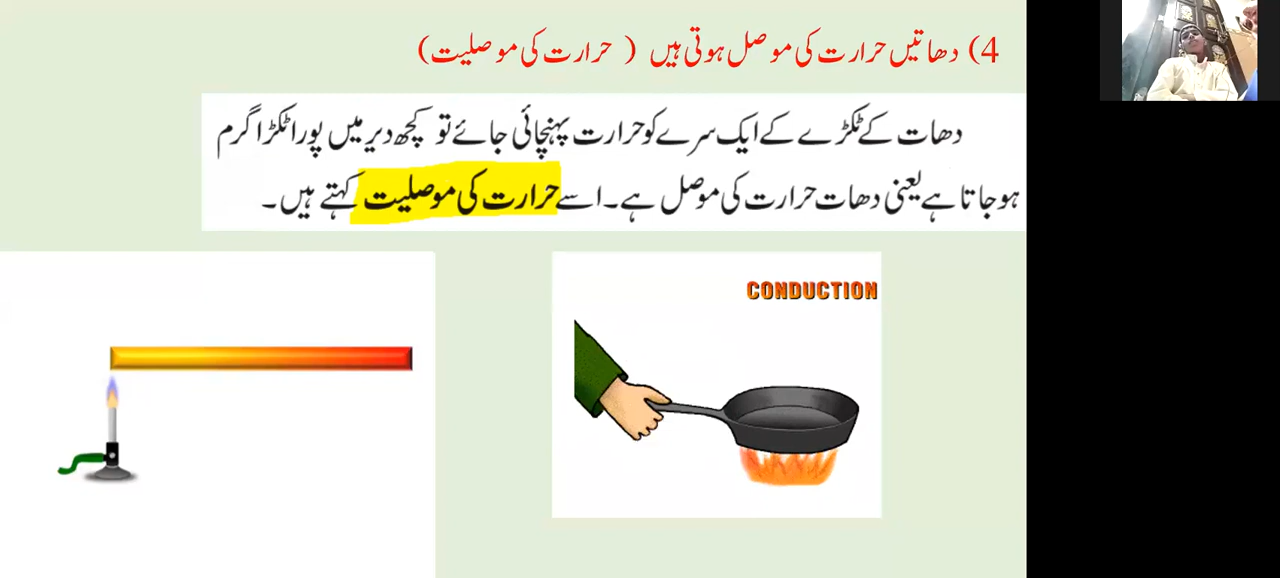 4) دھاتیں حرارت کی موصل ہوتی ہیں ( حرارت کی موصلیت)
دھات کے ٹکڑے کے ایک سرے کو حرارت پہنچائی جائے تو کچھ دیر میں پورا ٹکڑا گرم
ہو جاتا ہے یعنی دھات حرارت کی موصل ہے۔ اسے حرارت کی موصلیت کہتے ہیں۔
CONDUCTION